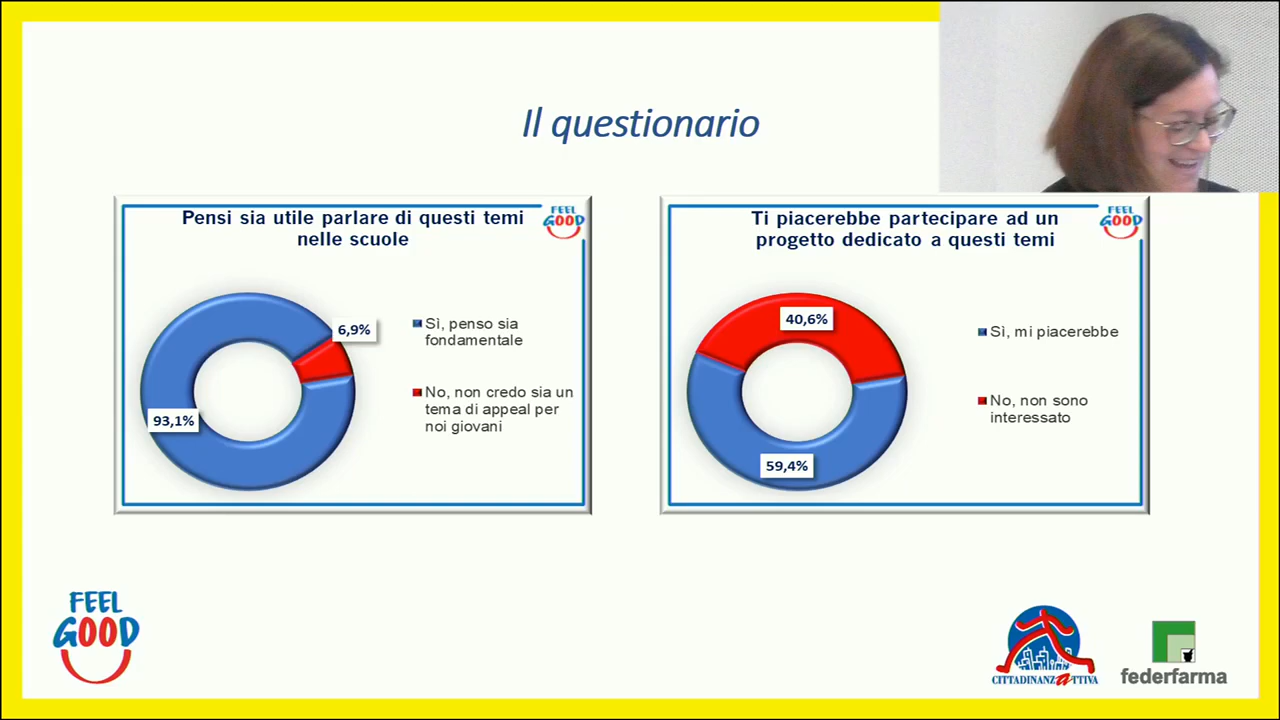 Il questionario
Pensi sia utile parlare di questi temi
nelle scuole
FEEL
GOOD
6,9%
93,1%
Sì, penso sia
fondamentale
No, non credo sia un
tema di appeal per
noi giovani
Ti piacerebbe partecipare ad un
progetto dedicato a questi temi
FEEL
GOOD
40,6%
59,4%
Sì, mi piacerebbe
No, non sono
interessato
FEEL
GOOD
CITTADINANZATTIVA
federfarma